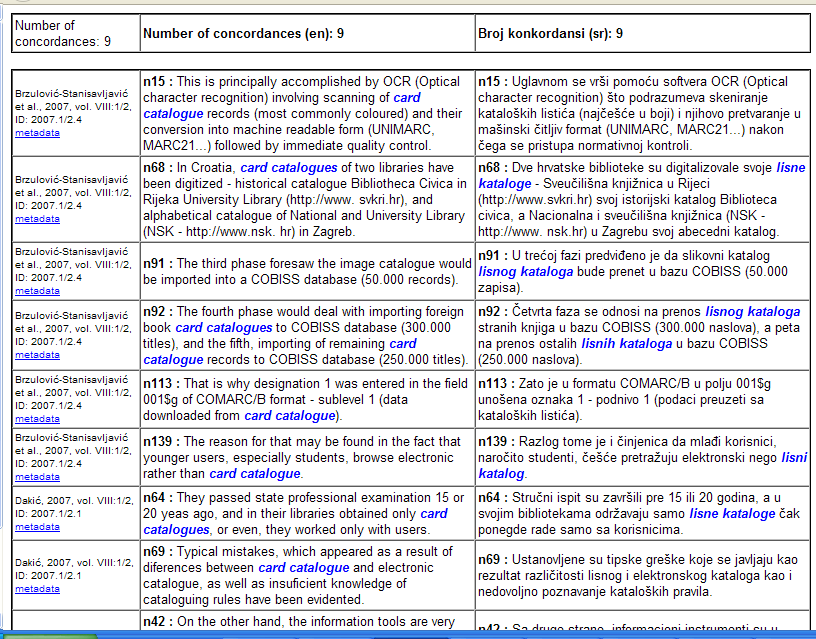 Number of
concordances: 9
Number of concordances (en): 9
Broj konkordansi (sr): 9
Brzulović-Stanisavljavić
et al., 2007, vol. VIII:1/2,
ID: 2007.1/2.4
metadata
n15 : This is principally accomplished by OCR (Optical
character recognition) involving scanning of card
catalogue records (most commonly coloured) and their
conversion into machine readable form (UNIMARC,
MARC21...) followed by immediate quality control.
n15 : Uglavnom se vrši pomoću softvera OCR (Optical
character recognition) što podrazumeva skeniranje
kataloških listića (najčešće u boji) i njihovo pretvaranje u
mašinski čitljiv format (UNIMARC, MARC21...) nakon
čega se pristupa normativnoj kontroli.
Brzulović-Stanisavljavić
et al., 2007, vol. VIII:1/2,
ID: 2007.1/2.4
metadata
n68 : In Croatia, card catalogues of two libraries have
been digitized - historical catalogue Bibliotheca Civica in
Rijeka University Library (http://www. svkri.hr), and
alphabetical catalogue of National and University Library
(NSK - http://www.nsk. hr) in Zagreb.
n68 : Dve hrvatske biblioteke su digitalizovale svoje lisne
kataloge - Sveučilišna knjižnica u Rijeci
(http://www.svkri.hr) svoj istorijski katalog Biblioteca
civica, a Nacionalna i sveučilišna knjižnica (NSK -
http://www. nsk.hr) u Zagrebu svoj abecedni katalog.
Brzulović-Stanisavljavić
et al., 2007, vol. VIII:1/2,
ID: 2007.1/2.4
metadata
n91 : The third phase foresaw the image catalogue would
be imported into a COBISS database (50.000 records).
n91 : U trećoj fazi predviđeno je da slikovni katalog
lisnog kataloga bude prenet u bazu COBISS (50.000
zapisa).
Brzulović-Stanisavljavić
et al., 2007, vol. VIII:1/2,
ID: 2007.1/2.4
metadata
n92 : The fourth phase would deal with importing foreign
book card catalogues to COBISS database (300.000
titles), and the fifth, importing of remaining card
catalogue records to COBISS database (250.000 titles).
n92 : Četvrta faza se odnosi na prenos lisnog kataloga
stranih knjiga u bazu COBISS (300.000 naslova), a peta
na prenos ostalih lisnih kataloga u bazu COBISS
(250.000 naslova).
Brzulović-Stanisavljavić
et al., 2007, vol. VIII:1/2,
ID: 2007.1/2.4
metadata
n113 : That is why designation 1 was entered in the field
001$g of COMARC/B format - sublevel 1 (data
downloaded from card catalogue).
n113 : Zato je u formatu COMARC/B u polju 001$g
unošena oznaka 1 - podnivo 1 (podaci preuzeti sa
kataloških listića).
Brzulović-Stanisavljavić
et al., 2007, vol. VIII:1/2,
ID: 2007.1/2.4
metadata
n139 : The reason for that may be found in the fact that
younger users, especially students, browse electronic
rather than card catalogue.
n139 : Razlog tome je i činjenica da mlađi korisnici,
naročito studenti, češće pretražuju elektronski nego lisni
katalog.
Dakić, 2007, vol. VIII:1/2,
ID: 2007.1/2.1
metadata
n64 : They passed state professional examination 15 or
20 yeas ago, and in their libraries obtained only card
catalogues, or even, they worked only with users.
n64 : Stručni ispit su završili pre 15 ili 20 godina, a u
svojim bibliotekama održavaju samo lisne kataloge čak
ponegde rade samo sa korisnicima.
Dakić, 2007, vol. VIII:1/2,
ID: 2007.1/2.1
metadata
n69 : Typical mistakes, which appeared as a result of
diferences between card catalogue and electronic
catalogue, as well as insuficient knowledge of
cataloguing rules have been evidented.
n69 : Ustanovljene su tipske greške koje se javljaju kao
rezultat različitosti lisnog i elektronskog kataloga kao i
nedovoljno poznavanje kataloških pravila.
n42 : On the other hand, the information tools are very
n42 : Sa druge strane, informacioni instrumenti su u